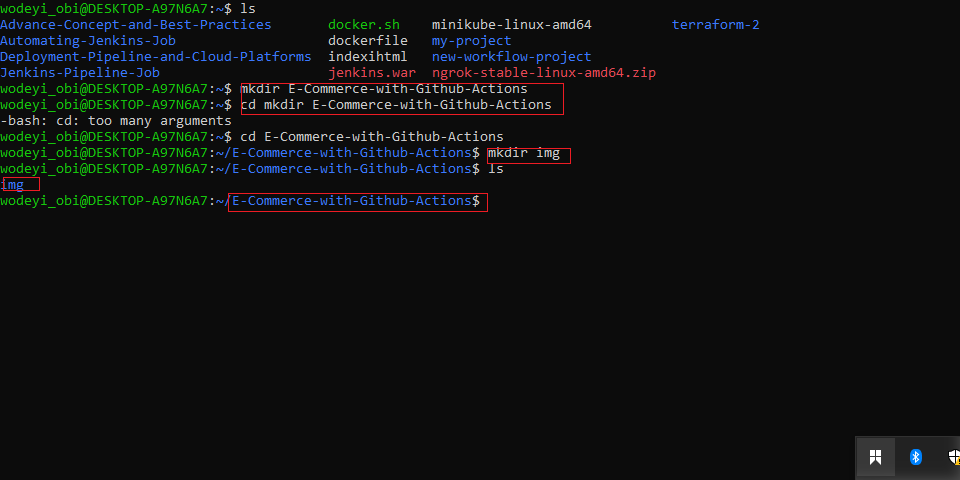 wodeyi_obi@DESKTOP-A97N6A7:~$ ls
Advance-Concept-and-Best-Practices docker.sh minikube-linux-amd64 terraform-2
Automating-Jenkins-Job dockerfile my-project
Deployment-Pipeline-and-Cloud-Platforms indexihtml new-workflow-project
Jenkins-Pipeline-Job jenkins.war ngrok-stable-linux-amd64.zip
wodeyi_obi@DESKTOP-A97N6A7:~$ mkdir E-Commerce-with-Github-Actions
wodeyi_obi@DESKTOP-A97N6A7:~$ cd mkdir E-Commerce-with-Github-Actions
-bash: cd: too many arguments
wodeyi_obi@DESKTOP-A97N6A7:~$ cd E-Commerce-with-Github-Actions
wodeyi_obi@DESKTOP-A97N6A7:~/E-Commerce-with-Github-Actions$ mkdir img
wodeyi_obi@DESKTOP-A97N6A7:~/E-Commerce-with-Github-Actions$ ls
img
wodeyi_obi@DESKTOP-A97N6A7:~/E-Commerce-with-Github-Actions$